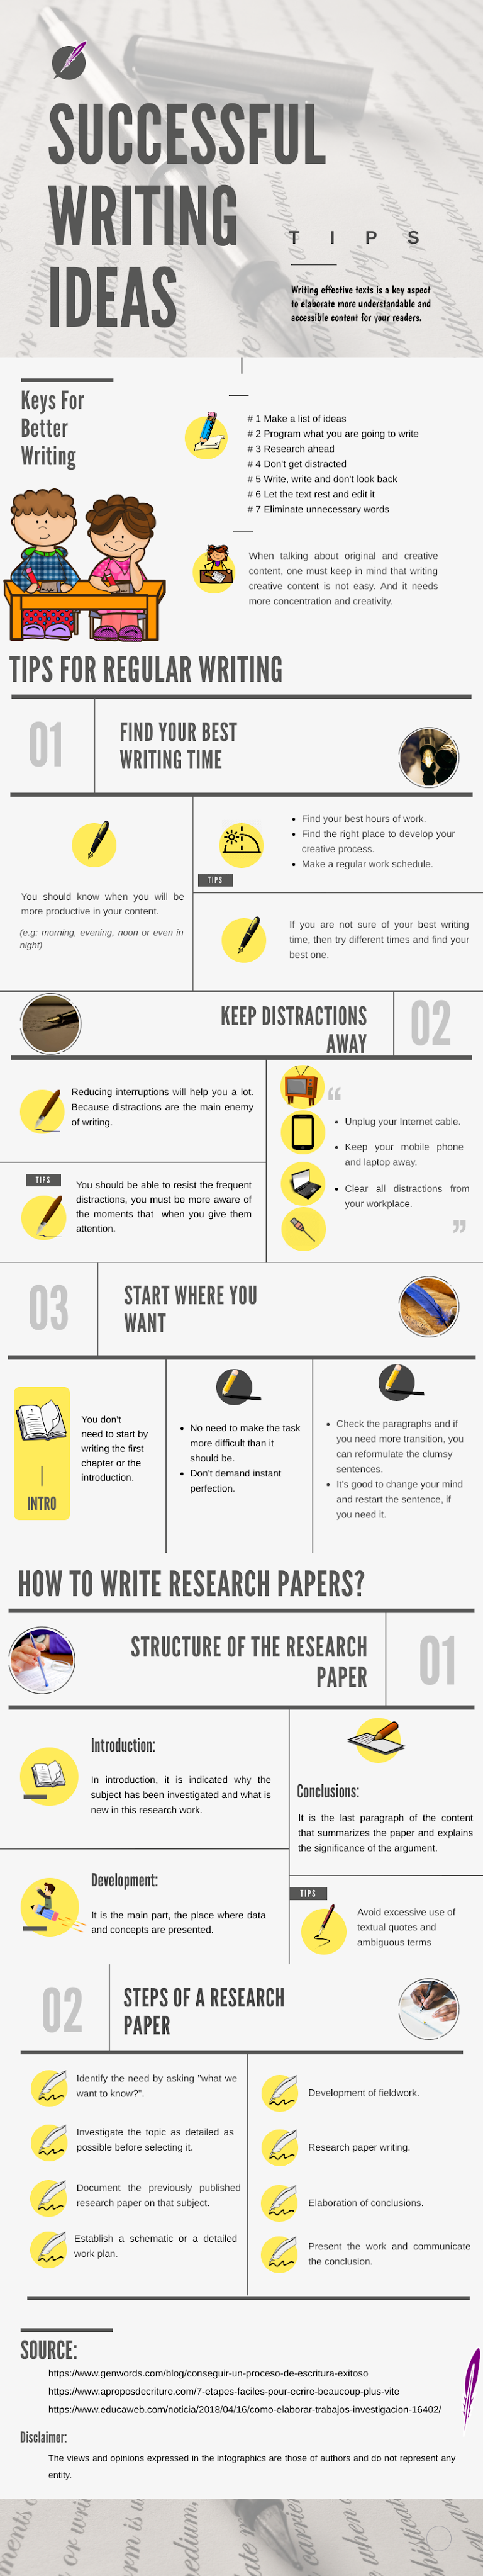 SUCCESSFUL
WRITING
IDEAS
TIPS
Writing effective texts is a key aspect
to elaborate more understandable and
accessible content for your readers.
Keys For
Better
Writing
# 1 Make a list of ideas
# 2 Program what you are going to write
# 3 Research ahead
# 4 Don't get distracted
# 5 Write, write and don't look back
# 6 Let the text rest and edit it
# 7 Eliminate unnecessary words
When talking about original and creative
content, one must keep in mind that writing
creative content is not easy. And it needs
more concentration and creativity.
TIPS FOR REGULAR WRITING
01
FIND YOUR BEST
WRITING TIME
You should know when you will be
more productive in your content.
(e.g: morning, evening, noon or even in
night)
• Find your best hours of work.
• Find the right place to develop your
creative process.
• Make a regular work schedule.
TIPS
If you are not sure of your best writing
time, then try different times and find your
best one.
KEEP DISTRACTIONS
AWAY
02
Reducing interruptions will help you a lot.
Because distractions are the main enemy
of writing.
TIPS
You should be able to resist the frequent
distractions, you must be more aware of
the moments that when you give them
attention.
“
• Unplug your Internet cable.
• Keep your mobile phone
and laptop away.
• Clear all distractions from
your workplace.
”
03
START WHERE YOU
WANT
INTRO
You don't
need to start by
writing the first
chapter or the
introduction.
• No need to make the task
more difficult than it
should be.
• Don't demand instant
perfection.
• Check the paragraphs and if
you need more transition, you
can reformulate the clumsy
sentences.
• It's good to change your mind
and restart the sentence, if
you need it.
HOW TO WRITE RESEARCH PAPERS?
STRUCTURE OF THE RESEARCH
PAPER
01
Introduction:
In introduction, it is indicated why the
subject has been investigated and what is
new in this research work.
Development:
It is the main part, the place where data
and concepts are presented.
Conclusions:
It is the last paragraph of the content
that summarizes the paper and explains
the significance of the argument.
TIPS
Avoid excessive use of
textual quotes and
ambiguous terms
02
STEPS OF A RESEARCH
PAPER
Identify the need by asking "what we
want to know?".
Investigate the topic as detailed as
possible before selecting it.
Document the previously published
research paper on that subject.
Establish a schematic or a detailed
work plan.
Development of fieldwork.
Research paper writing.
Elaboration of conclusions.
Present the work and communicate
the conclusion.
SOURCE:
https://www.genwords.com/blog/conseguir-un-proceso-de-escritura-exitoso
https://www.aproposdecriture.com/7-etapes-faciles-pour-ecrire-beaucoup-plus-vite
https://www.educaweb.com/noticia/2018/04/16/como-elaborar-trabajos-investigacion-16402/
Disclaimer:
The views and opinions expressed in the infographics are those of authors and do not represent any
entity.